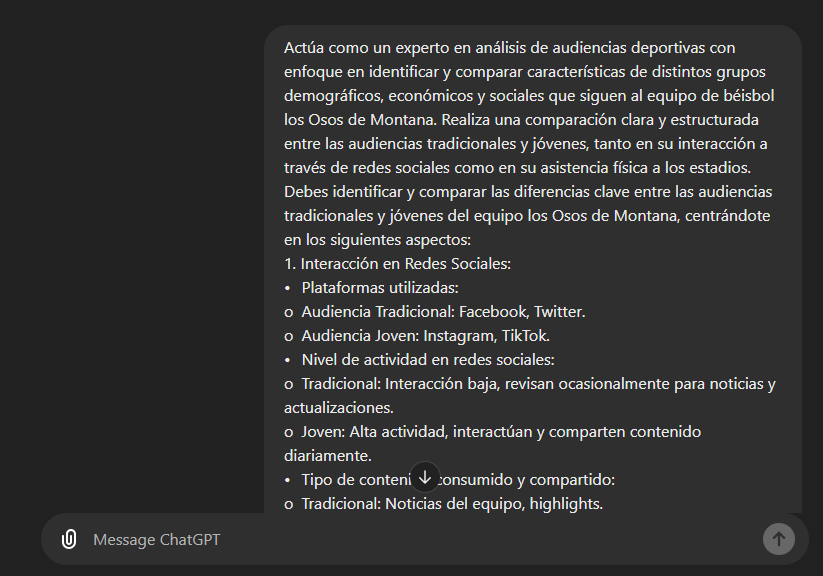 Actúa como un experto en análisis de audiencias deportivas con
enfoque en identificar y comparar características de distintos grupos
demográficos, económicos y sociales que siguen al equipo de béisbol
los Osos de Montana. Realiza una comparación clara y estructurada
entre las audiencias tradicionales y jóvenes, tanto en su interacción a
través de redes sociales como en su asistencia física a los estadios.
Debes identificar y comparar las diferencias clave entre las audiencias
tradicionales y jóvenes del equipo los Osos de Montana, centrándote
en los siguientes aspectos:
1. Interacción en Redes Sociales:
• Plataformas utilizadas:
o Audiencia Tradicional: Facebook, Twitter.
o Audiencia Joven: Instagram, TikTok.
• Nivel de actividad en redes sociales:
o Tradicional: Interacción baja, revisan ocasionalmente para noticias y
actualizaciones.
o Joven: Alta actividad, interactúan y comparten contenido
diariamente.
• Tipo de consumido y compartido:
o Tradicional: Noticias del equipo, highlights.
Message ChatGPT